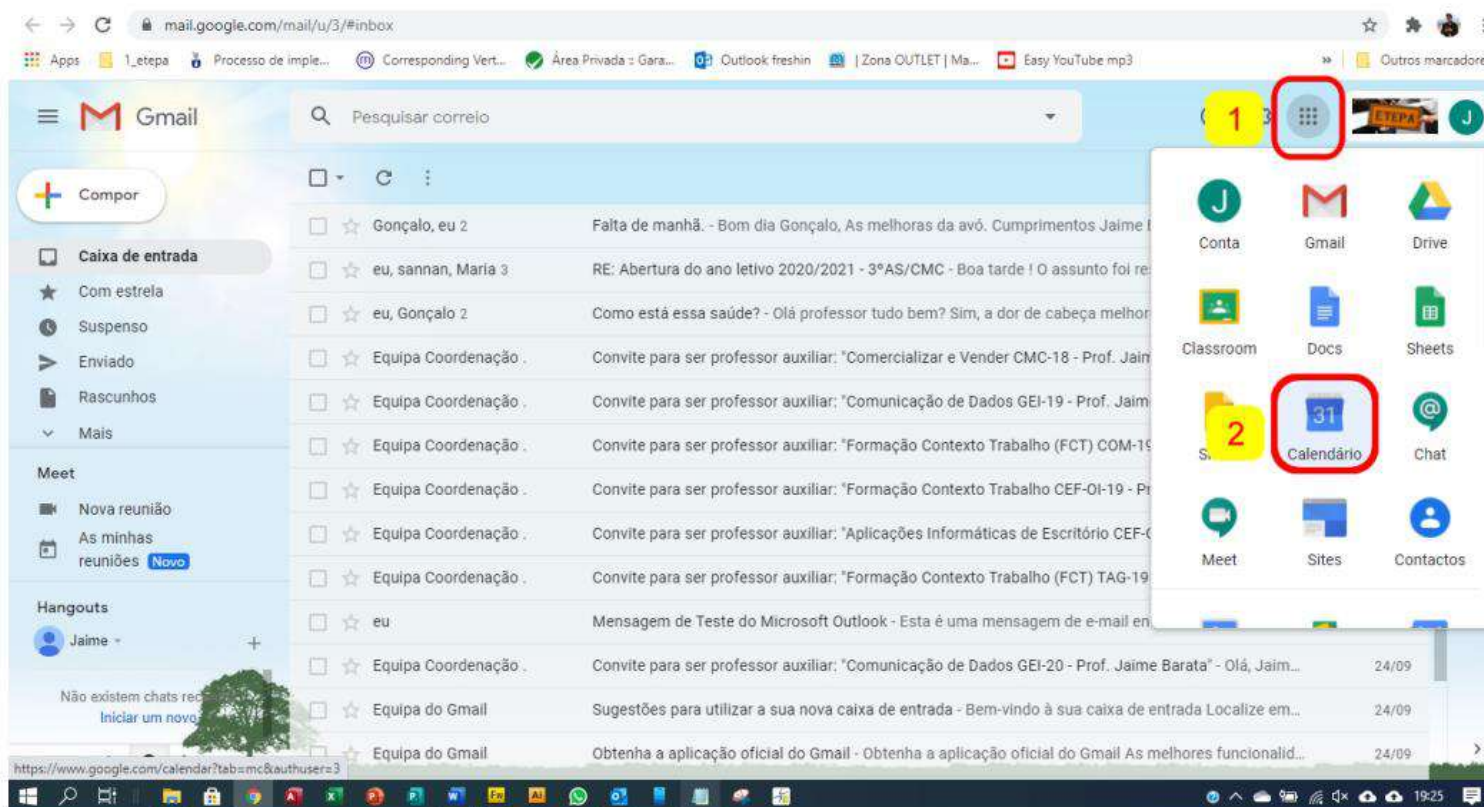 mail.google.com/mail/u/3/#inbox
Apps 1_etepa Processo de imple... Corresponding Vert... Área Privada :: Gara... Outlook freshin | Zona OUTLET | Ma... Easy YouTube mp3 » Outros marcadore
Gmail Pesquisar correio 1 ETEPA J
Compor
Caixa de entrada
Com estrela
Suspenso
Enviado
Rascunhos
Mais
Meet
Nova reunião
As minhas
reuniões Novo
Hangouts
Jaime
Não existem chats rec
Iniciar um novo
Gonçalo, eu 2 Falta de manhã. - Bom dia Gonçalo, As melhoras da avó. Cumprimentos Jaime
eu, sannan, Maria 3 RE: Abertura do ano letivo 2020/2021 - 3ºAS/CMC - Boa tarde ! O assunto foi re
eu, Gonçalo 2 Como está essa saúde? - Olá professor tudo bem? Sim, a dor de cabeça melhor
Equipa Coordenação . Convite para ser professor auxiliar: "Comercializar e Vender CMC-18 - Prof. Jaim
Equipa Coordenação . Convite para ser professor auxiliar: "Comunicação de Dados GEI-19 - Prof. Jaim
Equipa Coordenação . Convite para ser professor auxiliar: "Formação Contexto Trabalho (FCT) COM-19
Equipa Coordenação . Convite para ser professor auxiliar: "Formação Contexto Trabalho CEF-OI-19 - Pr
Equipa Coordenação . Convite para ser professor auxiliar: "Aplicações Informáticas de Escritório CEF-
Equipa Coordenação . Convite para ser professor auxiliar: "Formação Contexto Trabalho (FCT) TAG-19
eu Mensagem de Teste do Microsoft Outlook - Esta é uma mensagem de e-mail en
Equipa Coordenação . Convite para ser professor auxiliar: "Comunicação de Dados GEI-20 - Prof. Jaime Barata" - Olá, Jaim... 24/09
Equipa do Gmail Sugestões para utilizar a sua nova caixa de entrada - Bem-vindo à sua caixa de entrada Localize em... 24/09
Equipa do Gmail Obtenha a aplicação oficial do Gmail - Obtenha a aplicação oficial do Gmail As melhores funcionalid... 24/09
J
Conta Gmail Drive
Classroom Docs Sheets
2 31
Calendário Chat
Meet Sites Contactos
https://www.google.com/calendar?tab=mc&authuser=3
19:25